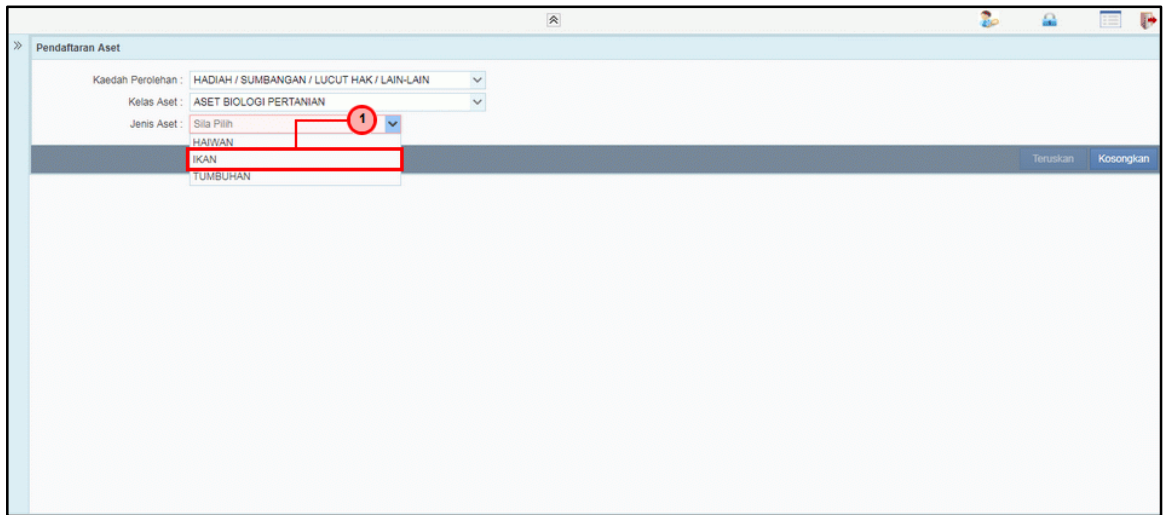 Pendaftaran Aset
Kaedah Perolehan : HADIAH / SUMBANGAN / LUCUT HAK / LAIN-LAIN
Kelas Aset : ASET BIOLOGI PERTANIAN
Jenis Aset : Sila Pilih 1
HAIWAN
IKAN
Teruskan Kosongkan
TUMBUHAN